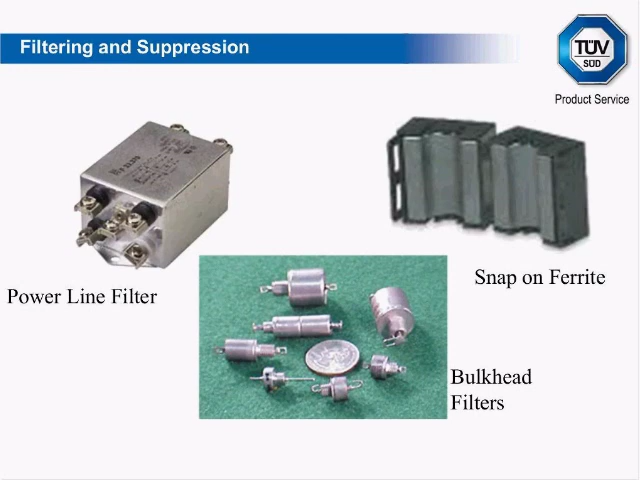 Filtering and Suppression
TÜV
SÜD
Product Service
Power Line Filter
Snap on Ferrite
Bulkhead
Filters